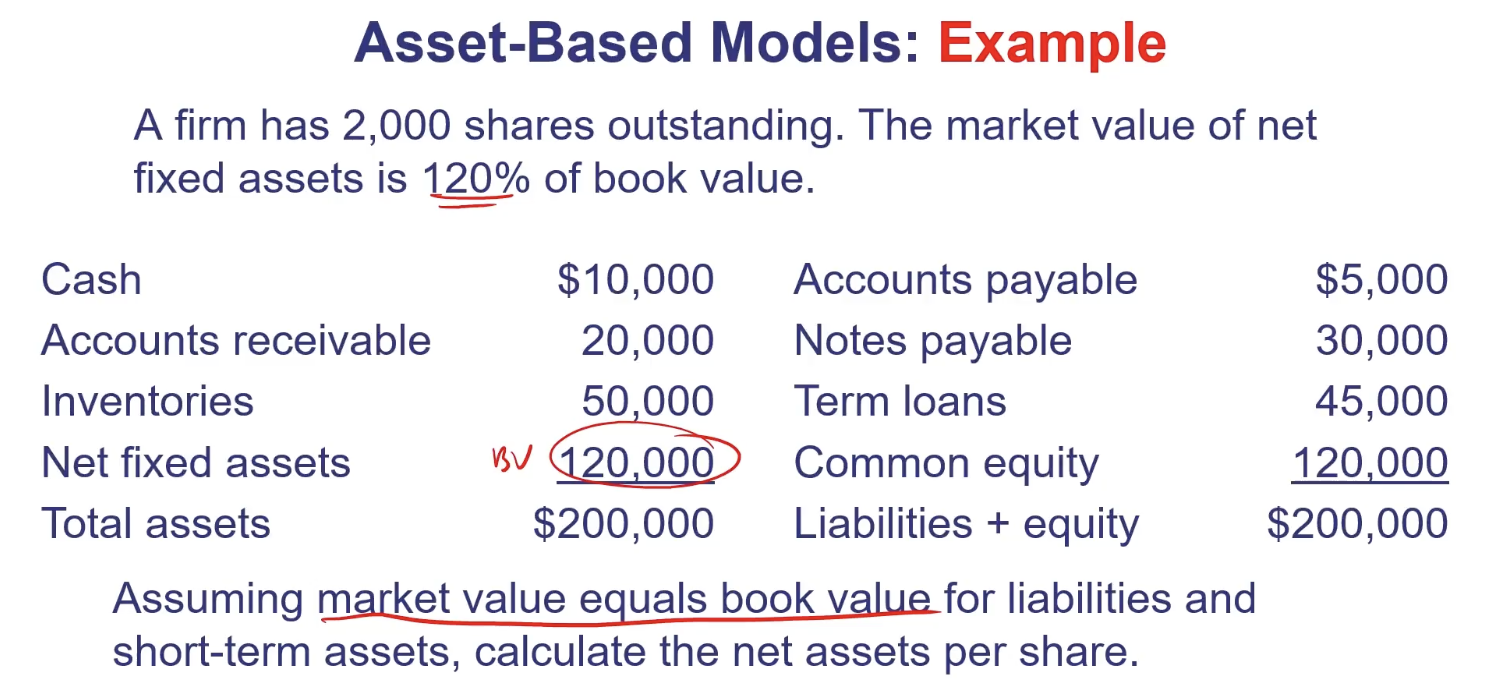 Asset-Based Models: Example
A firm has 2,000 shares outstanding. The market value of net
fixed assets is 120% of book value.
Cash $10,000 Accounts payable $5,000
Accounts receivable 20,000 Notes payable 30,000
Inventories 50,000 Term loans 45,000
Net fixed assets BV 120,000 Common equity 120,000
Total assets $200,000 Liabilities + equity $200,000
Assuming market value equals book value for liabilities and
short-term assets, calculate the net assets per share.